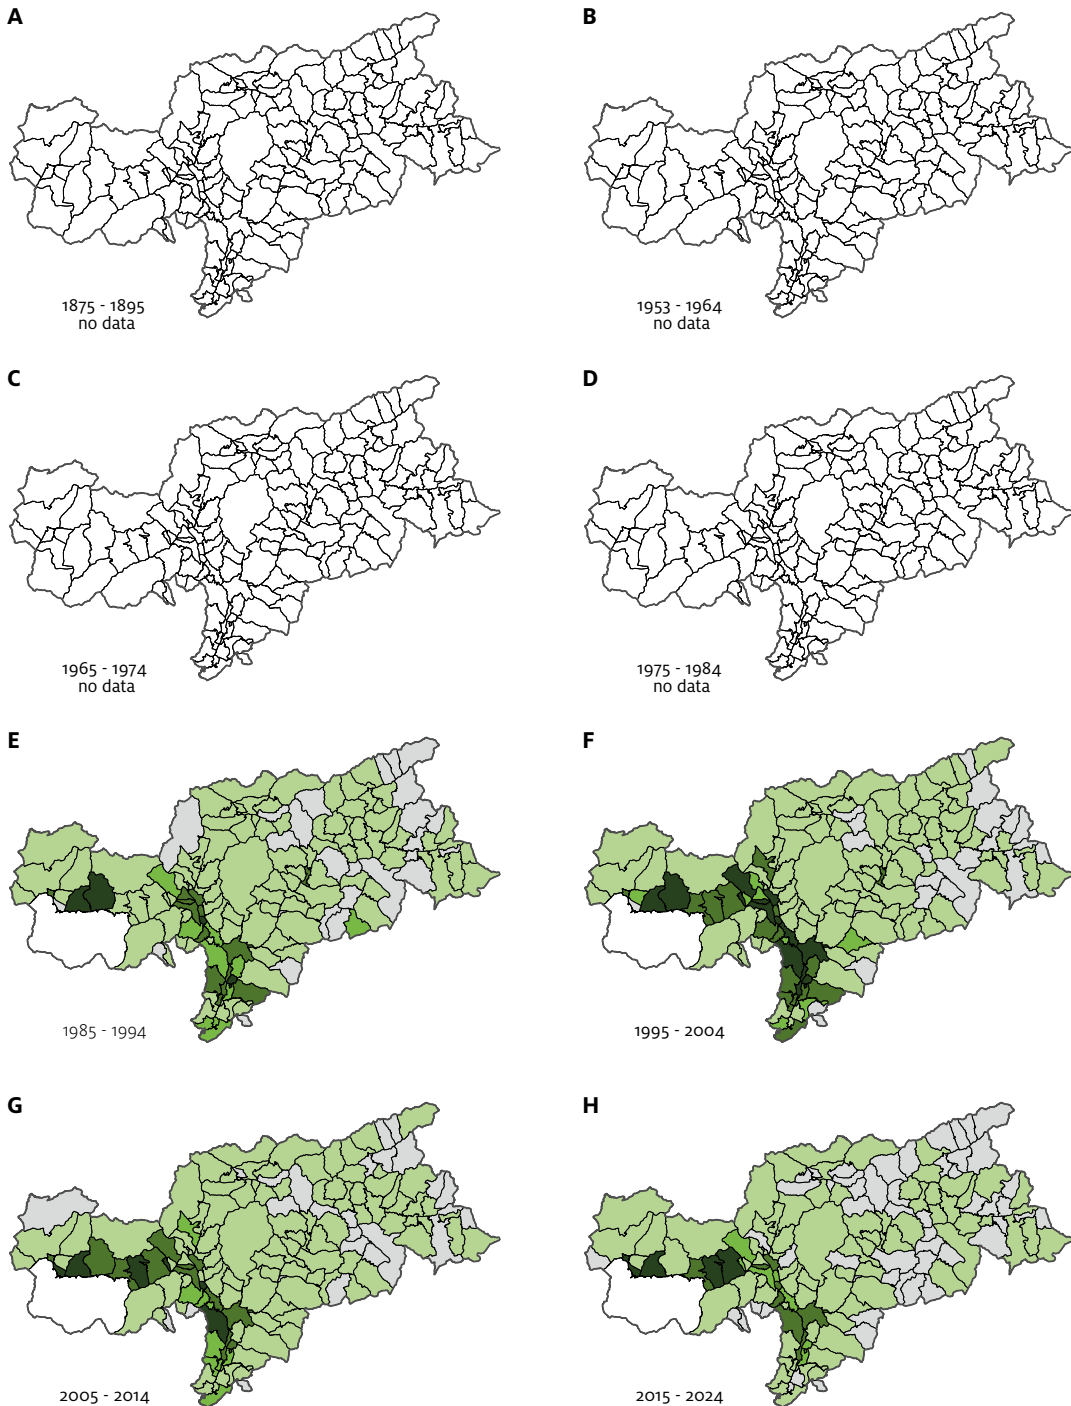 A
B
1875 - 1895
no data
1953 - 1964
no data
C
D
1965 - 1974
no data
1975 - 1984
no data
E
F
1985 - 1994
1995 - 2004
G
H
2005 - 2014
2015 - 2024